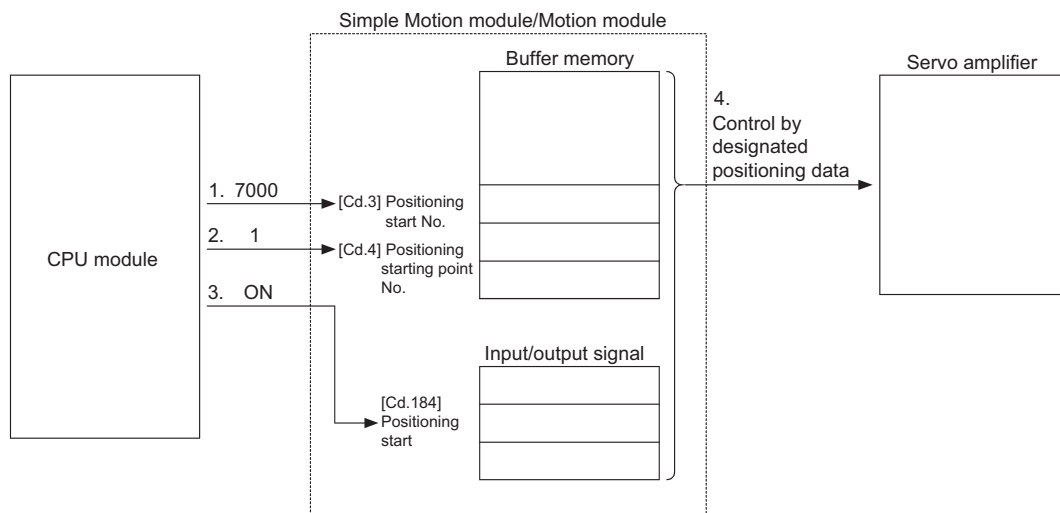 Simple Motion module/Motion module
Buffer memory
Servo amplifier
CPU module
1. 7000
[Cd.3] Positioning
start No.
2. 1
[Cd.4] Positioning
starting point
No.
3. ON
4.
Control by
designated
positioning data
Input/output signal
[Cd.184]
Positioning
start